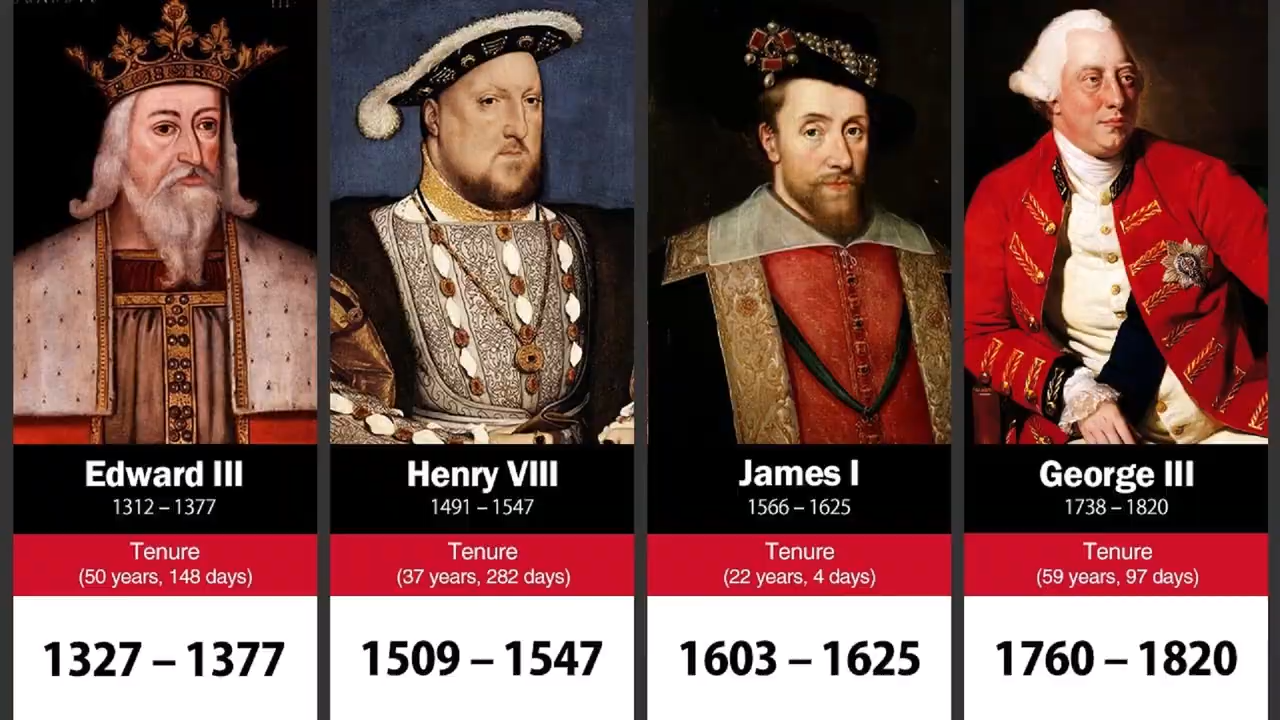 Edward III
1312 – 1377
Tenure
(50 years, 148 days)
1327 – 1377
Henry VIII
1491 – 1547
Tenure
(37 years, 282 days)
1509 – 1547
James I
1566 – 1625
Tenure
(22 years, 4 days)
1603 – 1625
George III
1738 – 1820
Tenure
(59 years, 97 days)
1760 – 1820